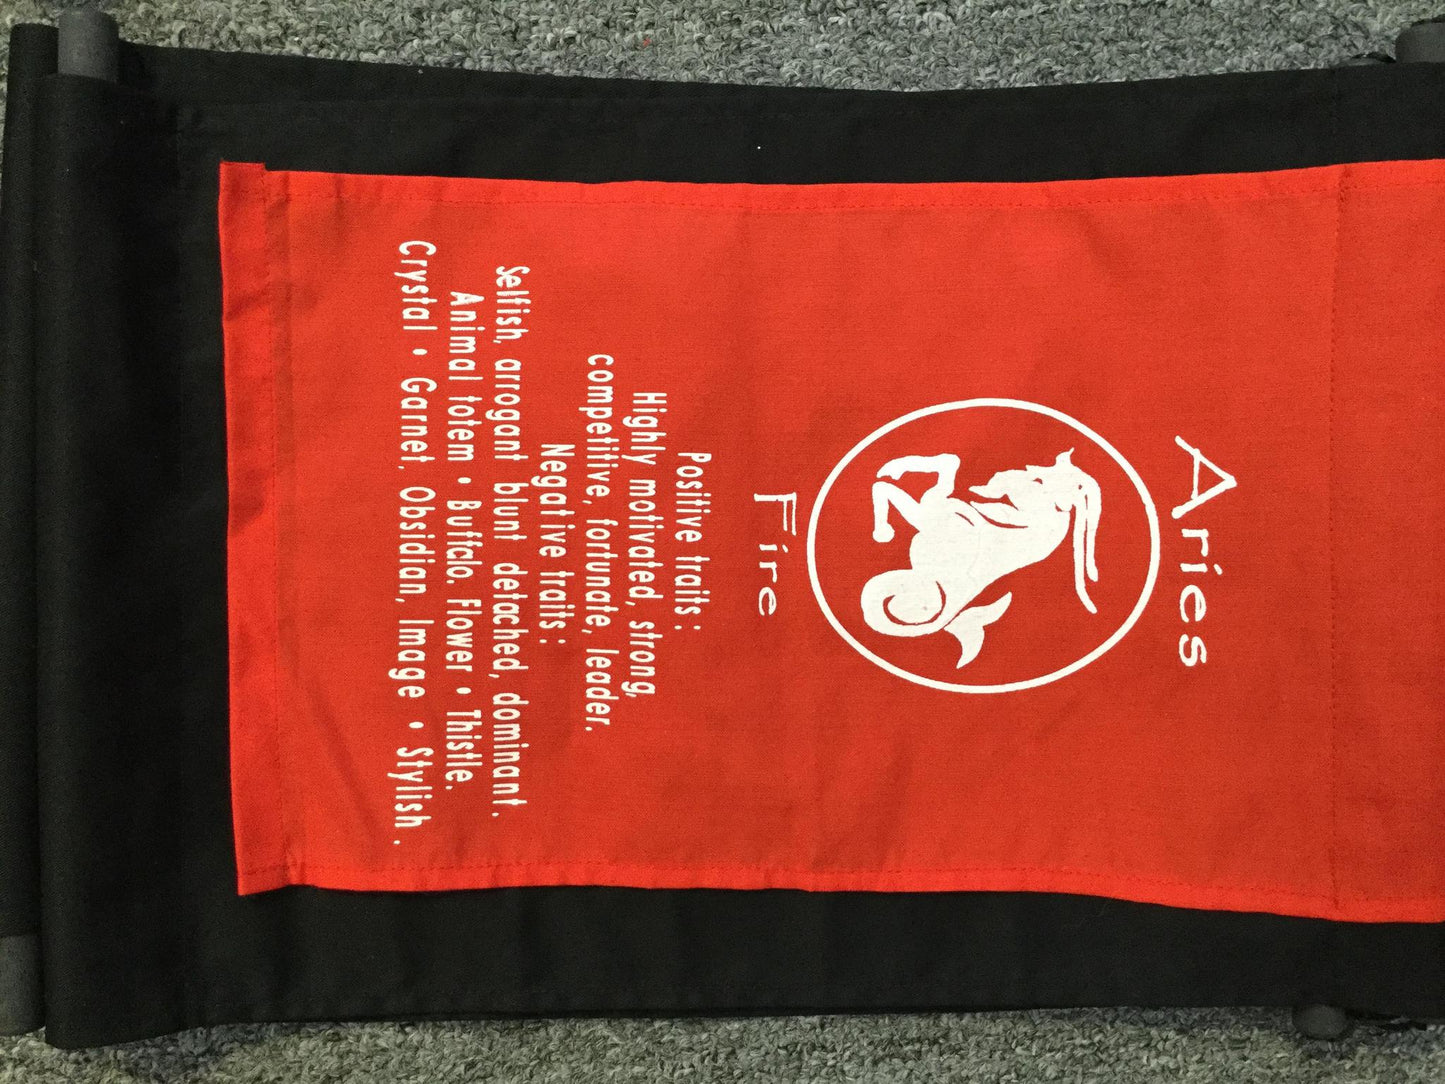 Aries
Fire
Positive traits:
Highly motivated, strong,
competitive, fortunate, leader.
Negative traits:
Selfish, arrogant blunt detached, dominant.
Animal totem • Buffalo. Flower • Thistle.
Crystal • Garnet, Obsidian, Image • Stylish.